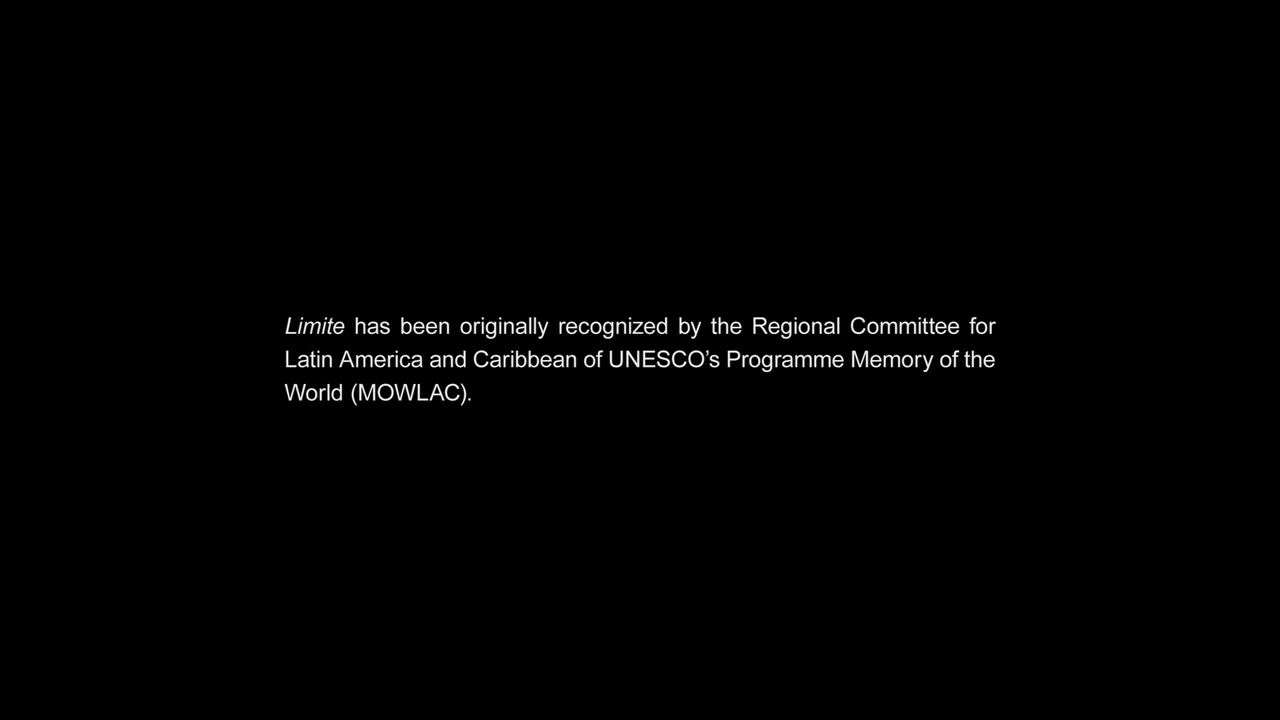 Limite has been originally recognized by the Regional Committee for
Latin America and Caribbean of UNESCO’s Programme Memory of the
World (MOWLAC).